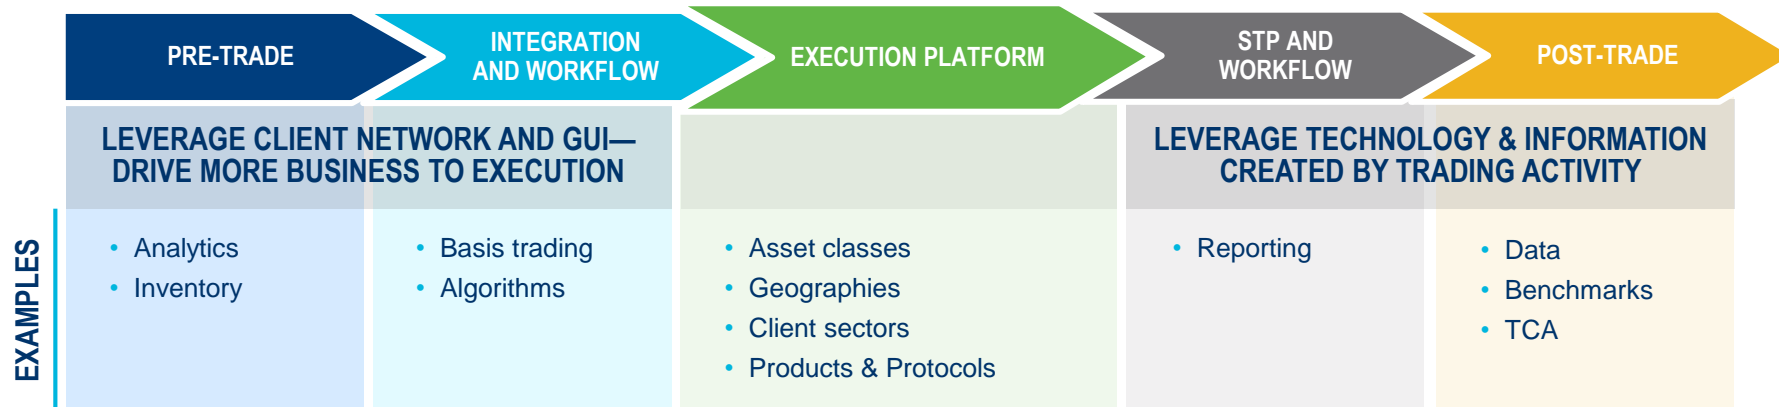 PRE-TRADE
INTEGRATION
AND WORKFLOW
EXECUTION PLATFORM
STP AND
WORKFLOW
POST-TRADE
LEVERAGE CLIENT NETWORK AND GUI—
DRIVE MORE BUSINESS TO EXECUTION
LEVERAGE TECHNOLOGY & INFORMATION
CREATED BY TRADING ACTIVITY
EXAMPLES
• Analytics
• Inventory
• Basis trading
• Algorithms
• Asset classes
• Geographies
• Client sectors
• Products & Protocols
• Reporting
• Data
• Benchmarks
• TCA